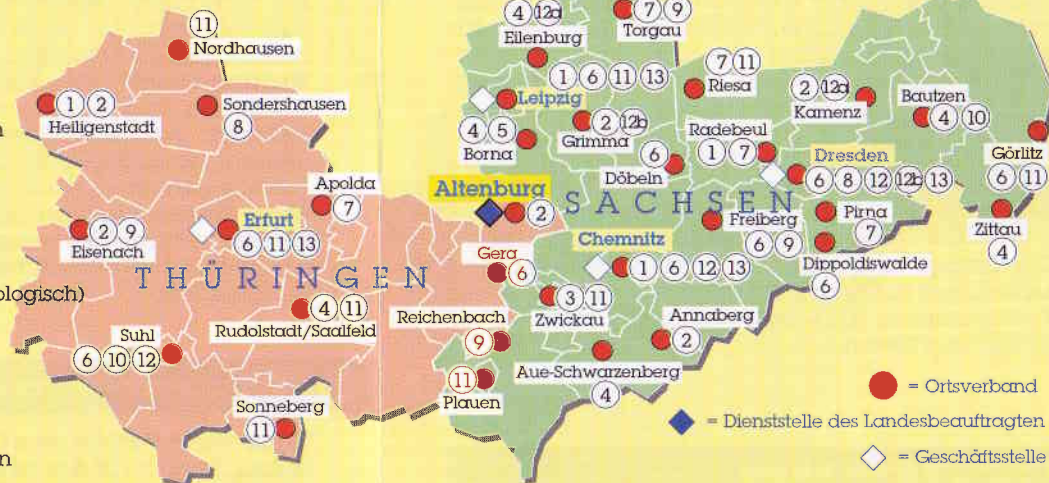 11
Nordhausen
1 2
Heiligenstadt
Sondershausen
8
Apolda
7
2 9
Eisenach
Erfurt
6 11 13
THÜRINGEN
ologisch)
4 11
Rudolstadt/Saalfeld
Suhl
6 10 12
Sonneberg
11
Altenburg
2
Gera
6
Reichenbach
9
11
Plauen
4 12a
Eilenburg
7 9
Torgau
1 6 11 13
Leipzig
7 11
Riesa
4 5
Borna
2 12b
Grimma
2 12a
Kamenz
Bautzen
4 10
Radebeul
1 7
6
Döbeln
Dresden
6 8 12 12b 13
Görlitz
6 11
SACHSEN
Freiberg
6 9
Pirna
7
Zittau
4
Dippoldiswalde
6
Chemnitz
1 6 12 13
3 11
Zwickau
Annaberg
2
Aue-Schwarzenberg
4
= Ortsverband
= Dienststelle des Landesbeauftragten
= Geschäftsstelle